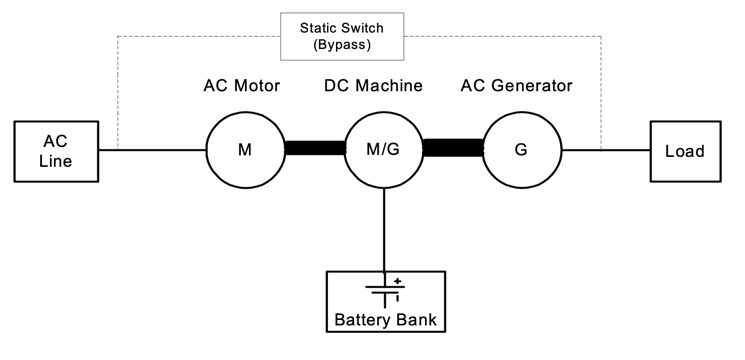 Static Switch
(Bypass)
AC Motor
DC Machine
AC Generator
AC
Line
M
M/G
G
Load
+
Battery Bank